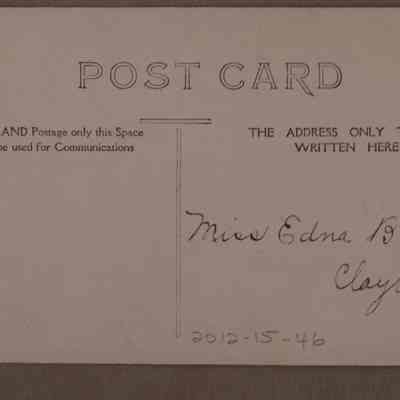 POST CARD
AND Postage only this Space
used for Communications
THE ADDRESS ONLY
WRITTEN HERE
Miss Edna B
2012-15-46